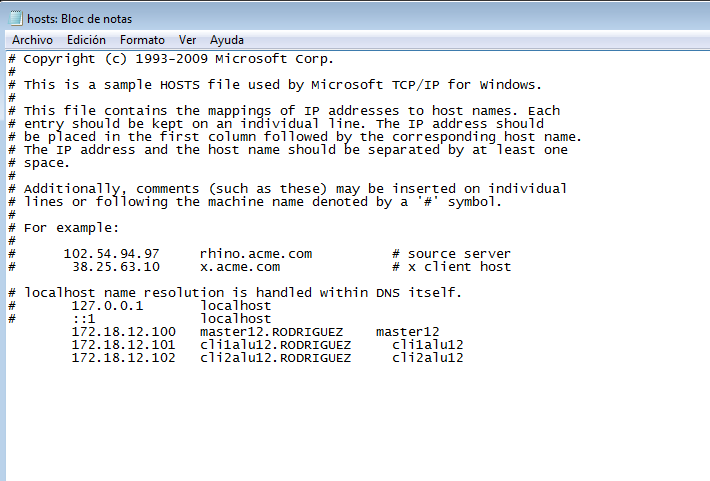 hosts: Bloc de notas
Archivo Edición Formato Ver Ayuda
# Copyright (c) 1993-2009 Microsoft Corp.
#
# This is a sample HOSTS file used by Microsoft TCP/IP for Windows.
#
# This file contains the mappings of IP addresses to host names. Each
# entry should be kept on an individual line. The IP address should
# be placed in the first column followed by the corresponding host name.
# The IP address and the host name should be separated by at least one
# space.
#
# Additionally, comments (such as these) may be inserted on individual
# lines or following the machine name denoted by a '#' symbol.
#
# For example:
#
#      102.54.94.97     rhino.acme.com          # source server
#       38.25.63.10     x.acme.com              # x client host

# localhost name resolution is handled within DNS itself.
#       127.0.0.1       localhost
#       ::1             localhost
        172.18.12.100   master12.RODRIGUEZ    master12
        172.18.12.101   cli1alu12.RODRIGUEZ     cli1alu12
        172.18.12.102   cli2alu12.RODRIGUEZ     cli2alu12